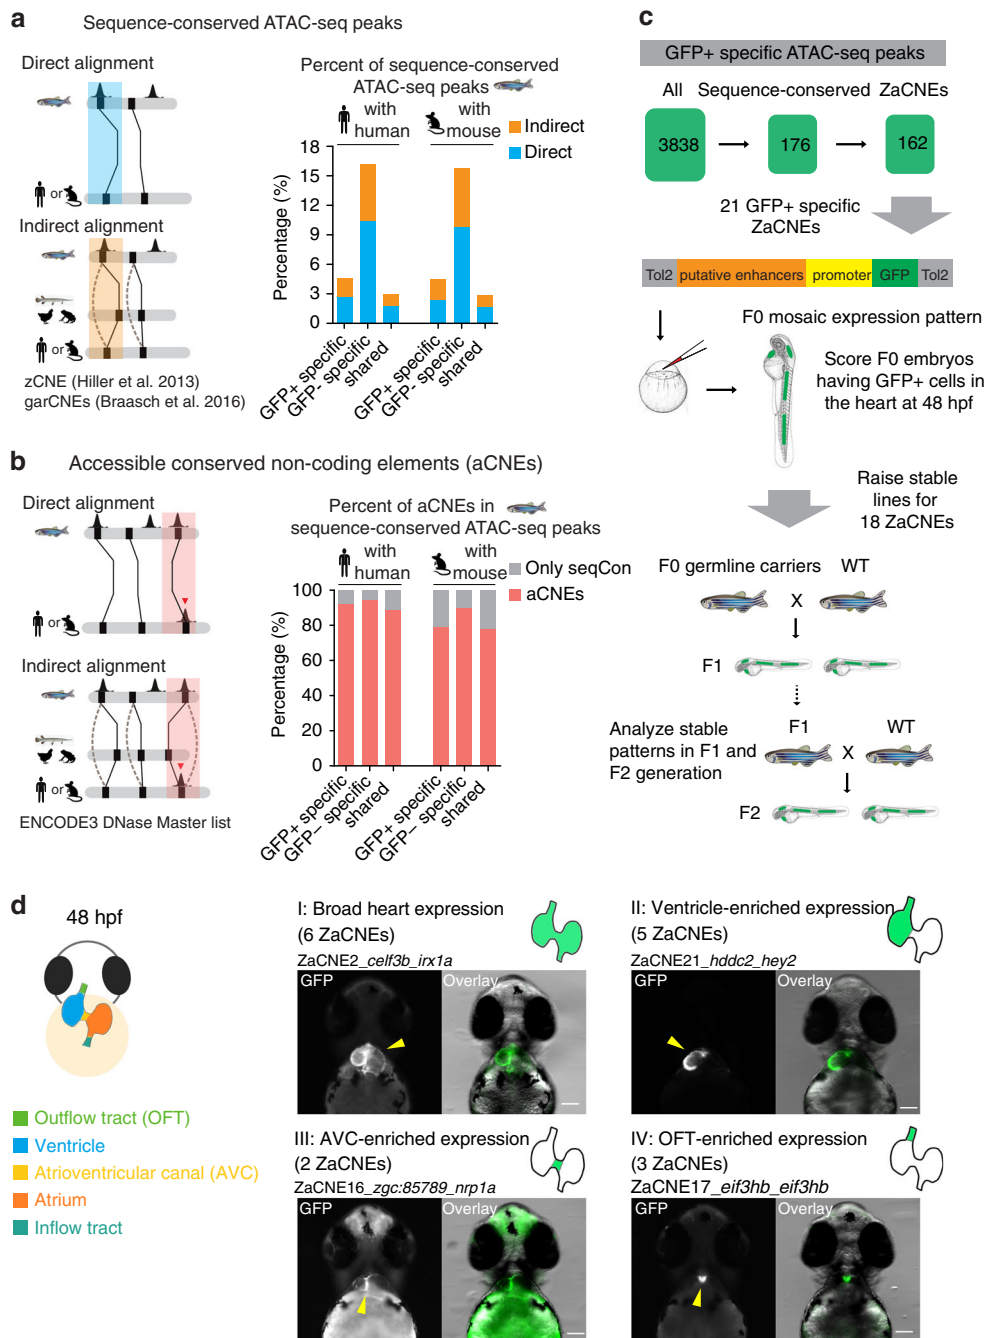 a Sequence-conserved ATAC-seq peaks
Direct alignment
or
Indirect alignment
or
zCNE (Hiller et al. 2013)
garCNEs (Braasch et al. 2016)
Percent of sequence-conserved
ATAC-seq peaks
with
human
with
mouse
Indirect
Direct
Percentage (%)
18
15
12
9
6
3
0
GFP+ specific
GFP- specific
shared
GFP+ specific
GFP- specific
shared
b Accessible conserved non-coding elements (aCNEs)
Direct alignment
or
Indirect alignment
or
ENCODE3 DNase Master list
Percent of aCNEs in
sequence-conserved ATAC-seq peaks
with
human
with
mouse
Only seqCon
aCNEs
Percentage (%)
100
80
60
40
20
0
GFP+ specific
GFP– specific
shared
GFP+ specific
GFP– specific
shared
c
GFP+ specific ATAC-seq peaks
All Sequence-conserved ZaCNEs
3838 176 162
21 GFP+ specific
ZaCNEs
Tol2 putative enhancers promoter GFP Tol2
F0 mosaic expression pattern
Score F0 embryos
having GFP+ cells in
the heart at 48 hpf
Raise stable
lines for
18 ZaCNEs
F0 germline carriers WT
X
F1
Analyze stable
patterns in F1 and
F2 generation
F1 WT
X
F2
d
48 hpf
Outflow tract (OFT)
Ventricle
Atrioventricular canal (AVC)
Atrium
Inflow tract
I: Broad heart expression
(6 ZaCNEs)
ZaCNE2_celf3b_irx1a
GFP Overlay
II: Ventricle-enriched expression
(5 ZaCNEs)
ZaCNE21_hddc2_hey2
GFP Overlay
III: AVC-enriched expression
(2 ZaCNEs)
ZaCNE16_zgc:85789_nrp1a
GFP Overlay
IV: OFT-enriched expression
(3 ZaCNEs)
ZaCNE17_eif3hb_eif3hb
GFP Overlay